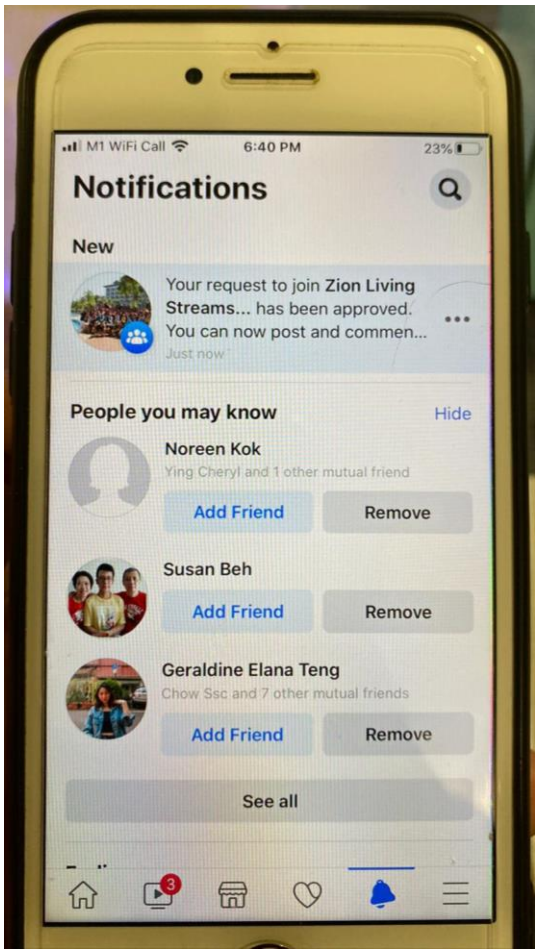 M1 WiFi Call 6:40 PM 23%
Notifications
New
Your request to join Zion Living
Streams... has been approved.
You can now post and commen...
Just now
People you may know Hide
Noreen Kok
Ying Cheryl and 1 other mutual friend
Add Friend Remove
Susan Beh
Add Friend Remove
Geraldine Elana Teng
Chow Ssc and 7 other mutual friends
Add Friend Remove
See all
3